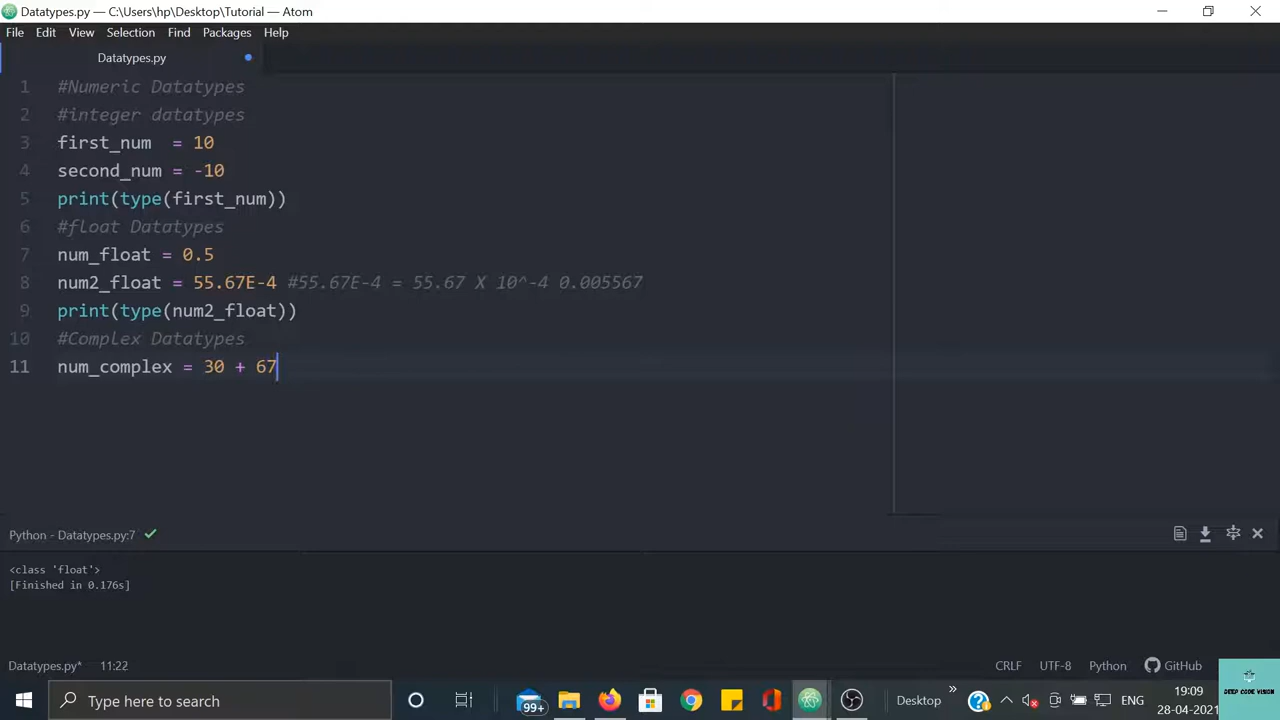 Datatypes.py — C:\Users\hp\Desktop\Tutorial — Atom
File Edit View Selection Find Packages Help
Datatypes.py
1 #Numeric Datatypes
2 #integer datatypes
3 first_num  = 10
4 second_num = -10
5 print(type(first_num))
6 #float Datatypes
7 num_float = 0.5
8 num2_float = 55.67E-4 #55.67E-4 = 55.67 X 10^-4 0.005567
9 print(type(num2_float))
10 #Complex Datatypes
11 num_complex = 30 + 67
Python - Datatypes.py:7
<class 'float'>
[Finished in 0.176s]
Datatypes.py* 11:22 CRLF UTF-8 Python GitHub
Type here to search 99+ Desktop » ENG 19:09
28-04-2021
DEEP CODE VISION